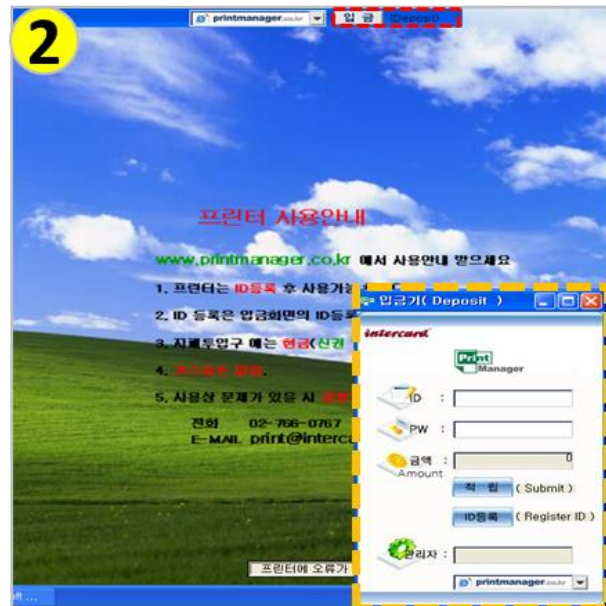 2
printmanager.co.kr
입 금 (Deposit)
프린터 사용안내
www.printmanager.co.kr 에서 사용안내 받으세요
1. 프린터는 ID등록 후 사용가능
2. ID 등록은 입금화면의 ID등록
3. 지폐투입구 에는 현금(신권
4.
5. 사용상 문제가 있을 시
전화 02-766-0767
E-MAIL print@interca
프린터에 오류가
입금기( Deposit )
intercard
Print
Manager
ID :
PW :
금액 : 0
Amount
적 립 ( Submit )
ID등록 ( Register ID )
관리자 :
printmanager.co.kr
oft ...